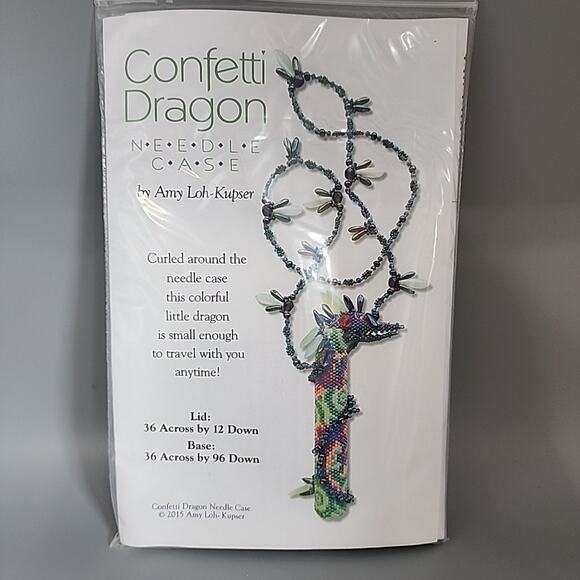 Confetti
Dragon
N•E•E•D•L•E
C•A•S•E
by Amy Loh-Kupser
Curled around the
needle case
this colorful
little dragon
is small enough
to travel with you
anytime!
Lid:
36 Across by 12 Down
Base:
36 Across by 96 Down
Confetti Dragon Needle Case
© 2015 Amy Loh-Kupser